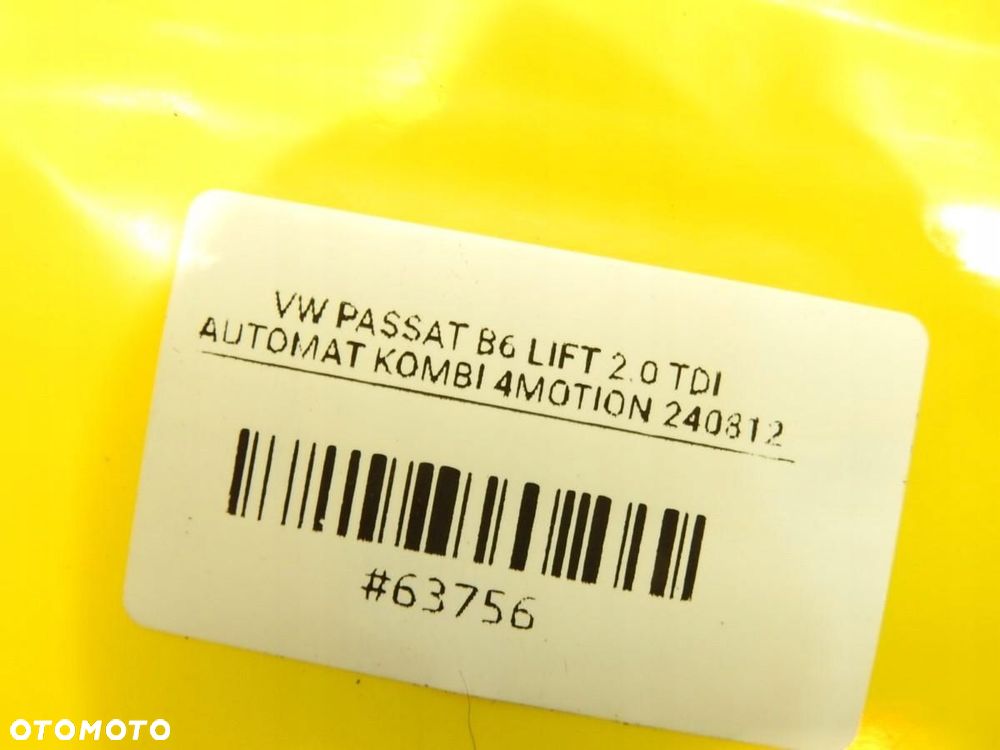 VW PASSAT B6 LIFT 2.0 TDI
AUTOMAT KOMBI 4MOTION 240812
#63756
OTOMOTO